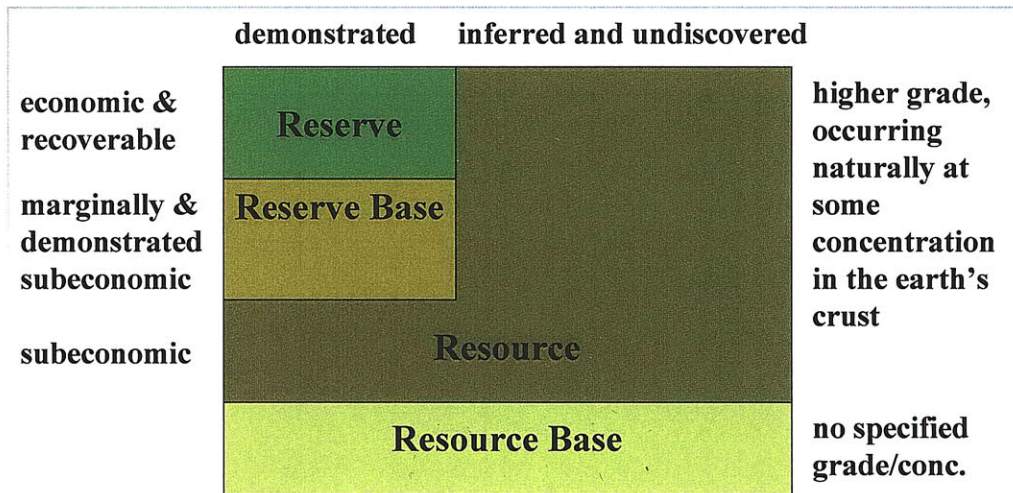 demonstrated inferred and undiscovered
economic &
recoverable
Reserve
higher grade,
occurring
naturally at
some
concentration
in the earth's
crust
marginally &
demonstrated
subeconomic
Reserve Base
subeconomic
Resource
Resource Base
no specified
grade/conc.